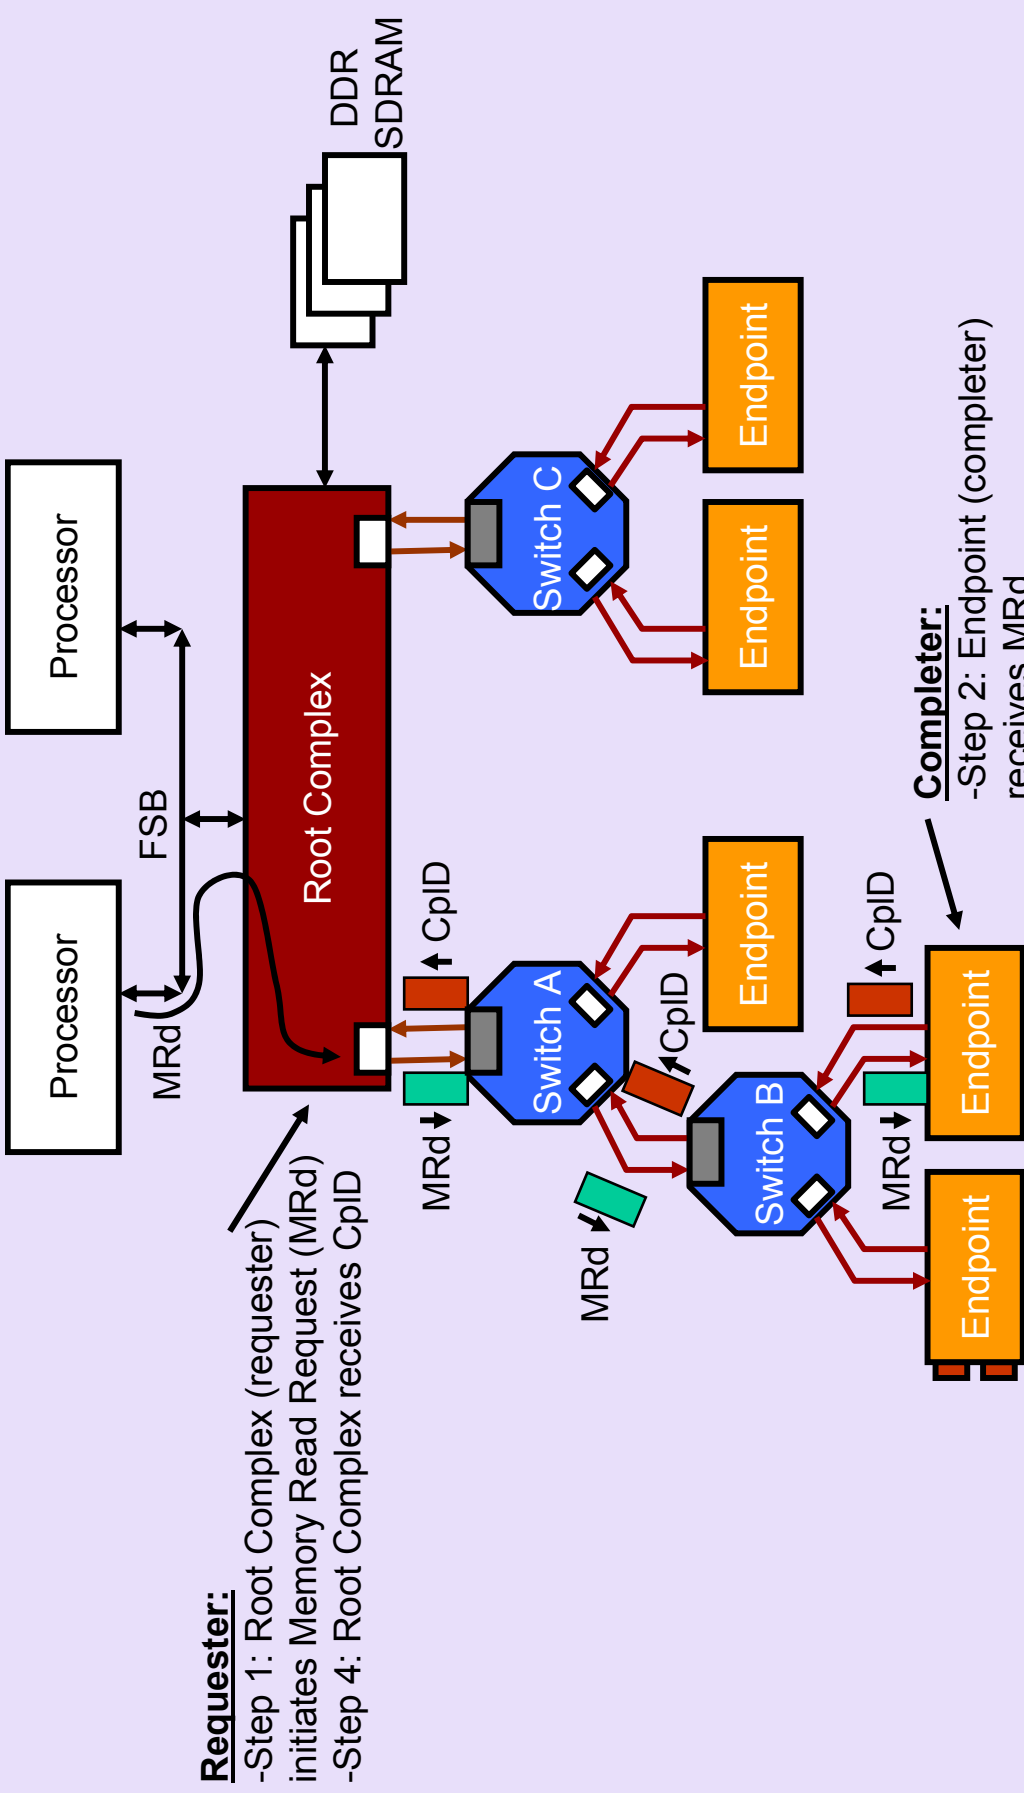 Processor
Processor
MRd
FSB
Root Complex
DDR
SDRAM
Requester:
-Step 1: Root Complex (requester)
initiates Memory Read Request (MRd)
-Step 4: Root Complex receives CplD
MRd
CplD
Switch A
Switch C
MRd
CplD
Endpoint
Endpoint
Endpoint
Switch B
MRd
CplD
Endpoint
Endpoint
Completer:
-Step 2: Endpoint (completer)
receives MRd